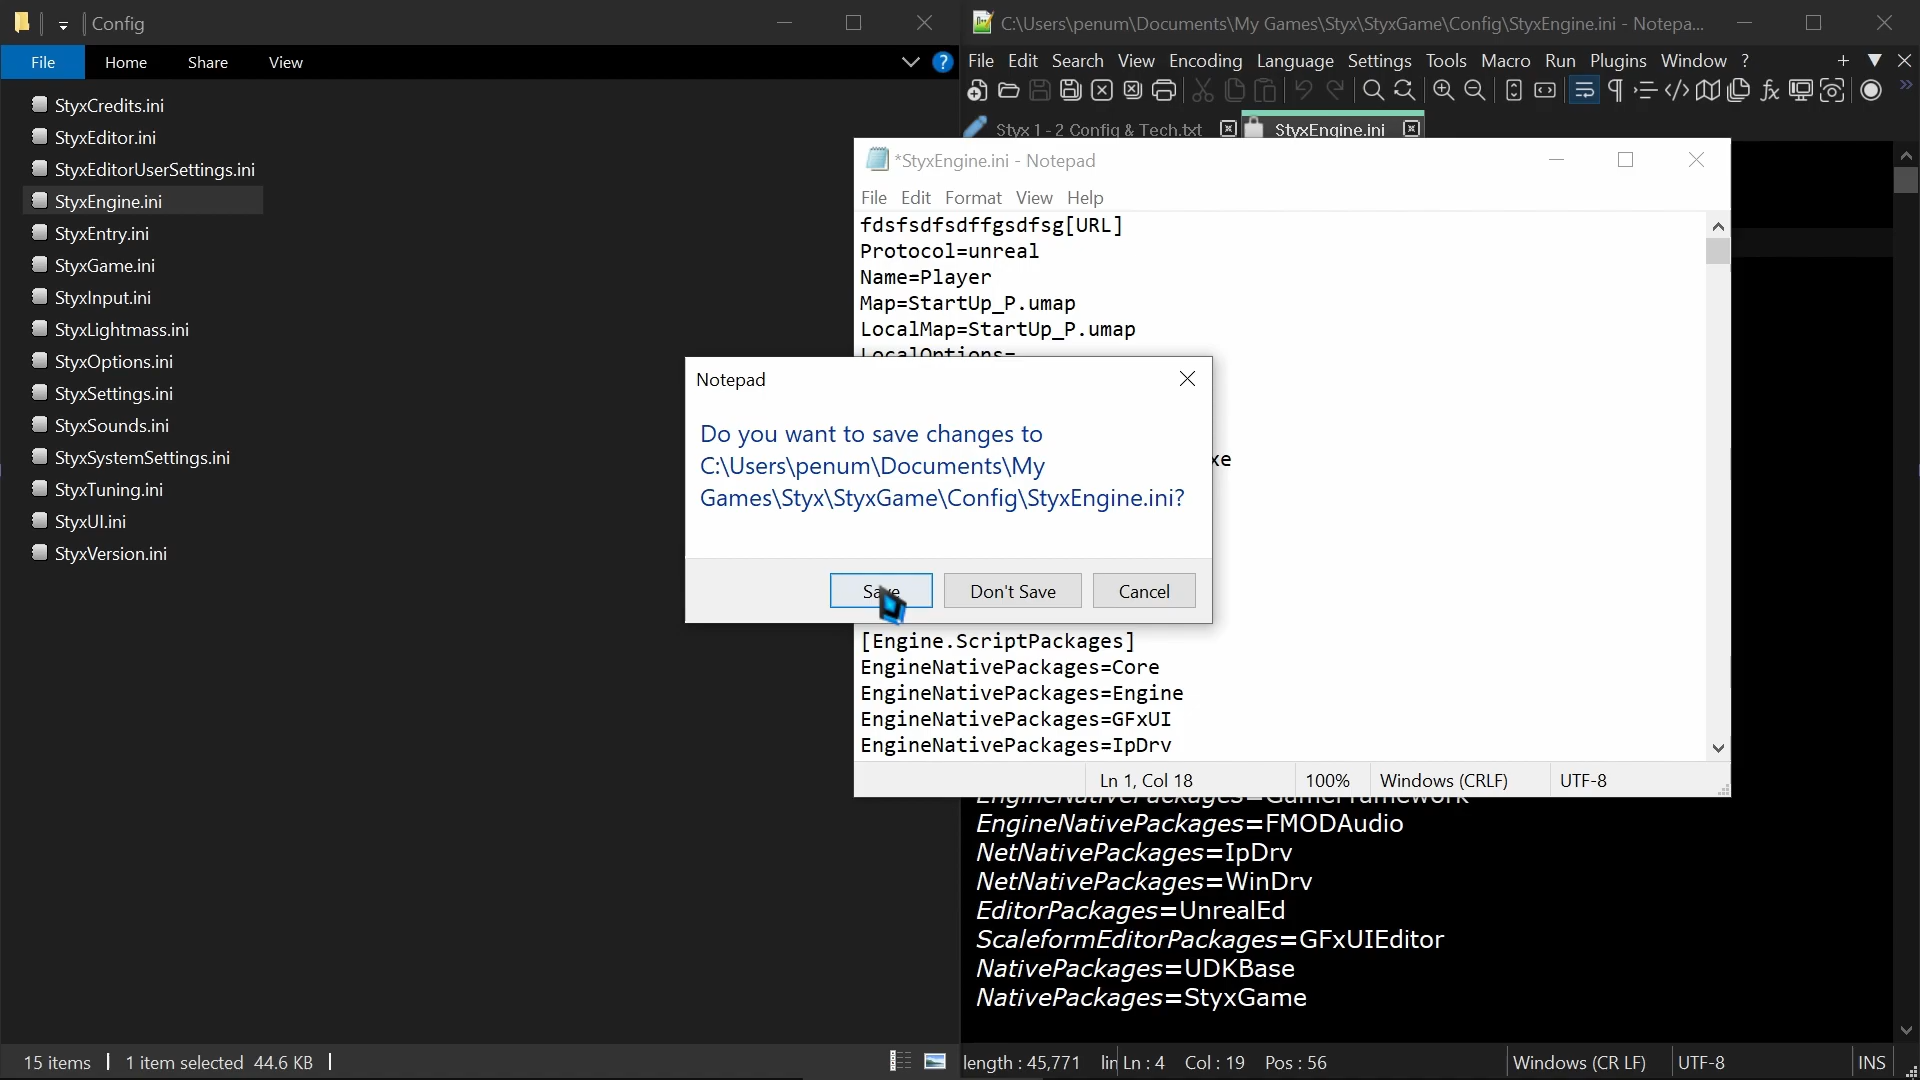 Config
File Home Share View ?
StyxCredits.ini
StyxEditor.ini
StyxEditorUserSettings.ini
StyxEngine.ini
StyxEntry.ini
StyxGame.ini
StyxInput.ini
StyxLightmass.ini
StyxOptions.ini
StyxSettings.ini
StyxSounds.ini
StyxSystemSettings.ini
StyxTuning.ini
StyxUI.ini
StyxVersion.ini
15 items 1 item selected 44.6 KB
C:\Users\penum\Documents\My Games\Styx\StyxGame\Config\StyxEngine.ini - Notepa...
File Edit Search View Encoding Language Settings Tools Macro Run Plugins Window ?
Styx 1 - 2 Config & Tech.txt StyxEngine.ini
*StyxEngine.ini - Notepad
File Edit Format View Help
fdsfsdfsdffgsdfsg[URL]
Protocol=unreal
Name=Player
Map=StartUp_P.umap
LocalMap=StartUp_P.umap
LocalOptions=
xe
Notepad
Do you want to save changes to
C:\Users\penum\Documents\My
Games\Styx\StyxGame\Config\StyxEngine.ini?
Save Don't Save Cancel
[Engine.ScriptPackages]
EngineNativePackages=Core
EngineNativePackages=Engine
EngineNativePackages=GFxUI
EngineNativePackages=IpDrv
Ln 1, Col 18 100% Windows (CRLF) UTF-8
EngineNativePackages=GameFramework
EngineNativePackages=FMODAudio
NetNativePackages=IpDrv
NetNativePackages=WinDrv
EditorPackages=UnrealEd
ScaleformEditorPackages=GFxUIEditor
NativePackages=UDKBase
NativePackages=StyxGame
length : 45,771 lin Ln : 4 Col : 19 Pos : 56 Windows (CR LF) UTF-8 INS